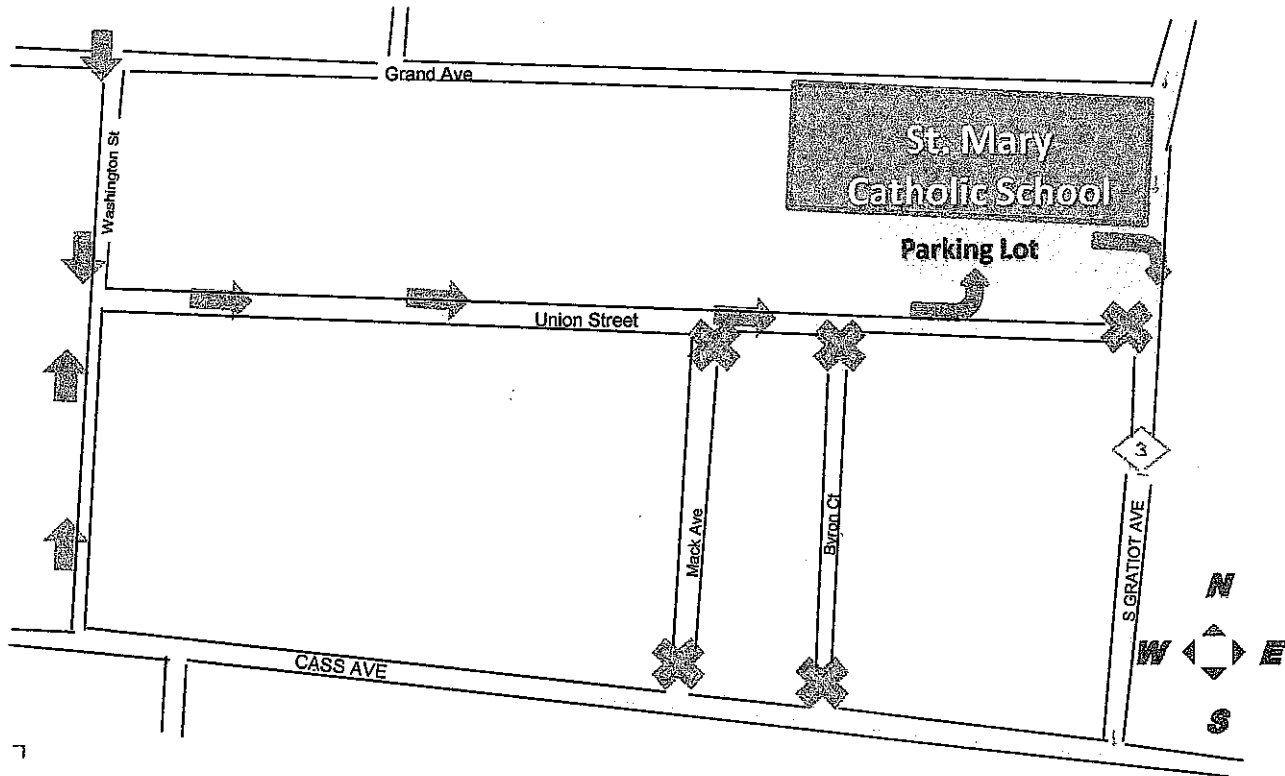 Grand Ave
Washington St
St. Mary
Catholic School
Parking Lot
Union Street
3
Mack Ave
Byron Ct
S GRATIOT AVE
N
W E
S
CASS AVE